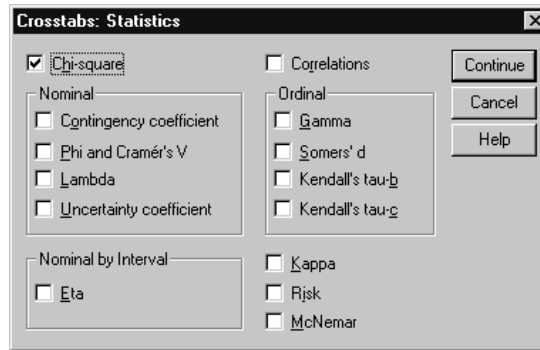 Crosstabs: Statistics
Chi-square
Correlations
Continue
Nominal
Ordinal
Cancel
Contingency coefficient
Gamma
Help
Phi and Cramér's V
Somers' d
Lambda
Kendall's tau-b
Uncertainty coefficient
Kendall's tau-c
Nominal by Interval
Kappa
Eta
Risk
McNemar